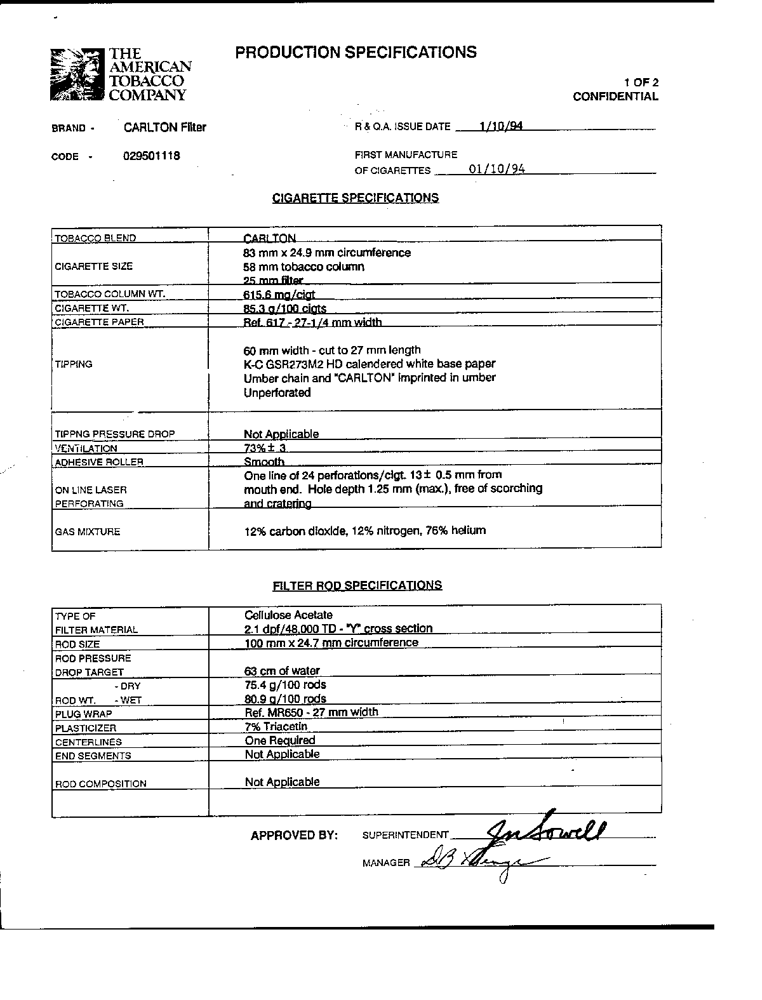 THE
AMERICAN
TOBACCO
COMPANY
PRODUCTION SPECIFICATIONS
1 OF 2
CONFIDENTIAL
BRAND - CARLTON Filter
R & Q.A. ISSUE DATE 1/10/94
CODE - 029501118
FIRST MANUFACTURE
OF CIGARETTES 01/10/94
CIGARETTE SPECIFICATIONS
TOBACCO BLEND CARLTON
83 mm x 24.9 mm circumference
CIGARETTE SIZE 58 mm tobacco column
25 mm filter
TOBACCO COLUMN WT. 615.6 mg/cigt
CIGARETTE WT. 85.3 g/100 cigts
CIGARETTE PAPER Ref. 617 - 27-1/4 mm width
60 mm width - cut to 27 mm length
TIPPING K-C GSR273M2 HD calendered white base paper
Umber chain and "CARLTON" imprinted in umber
Unperforated
TIPPNG PRESSURE DROP Not Applicable
VENTILATION 73% ± 3
ADHESIVE ROLLER Smooth
One line of 24 perforations/cigt. 13 ± 0.5 mm from
ON LINE LASER mouth end. Hole depth 1.25 mm (max.), free of scorching
PERFORATING and cratering
GAS MIXTURE 12% carbon dioxide, 12% nitrogen, 76% helium
FILTER ROD SPECIFICATIONS
TYPE OF Cellulose Acetate
FILTER MATERIAL 2.1 dpf/48,000 TD - "Y" cross section
ROD SIZE 100 mm x 24.7 mm circumference
ROD PRESSURE
DROP TARGET 63 cm of water
- DRY 75.4 g/100 rods
ROD WT. - WET 80.9 g/100 rods
PLUG WRAP Ref. MR650 - 27 mm width
PLASTICIZER 7% Triacetin
CENTERLINES One Required
END SEGMENTS Not Applicable
ROD COMPOSITION Not Applicable
APPROVED BY: SUPERINTENDENT
MANAGER